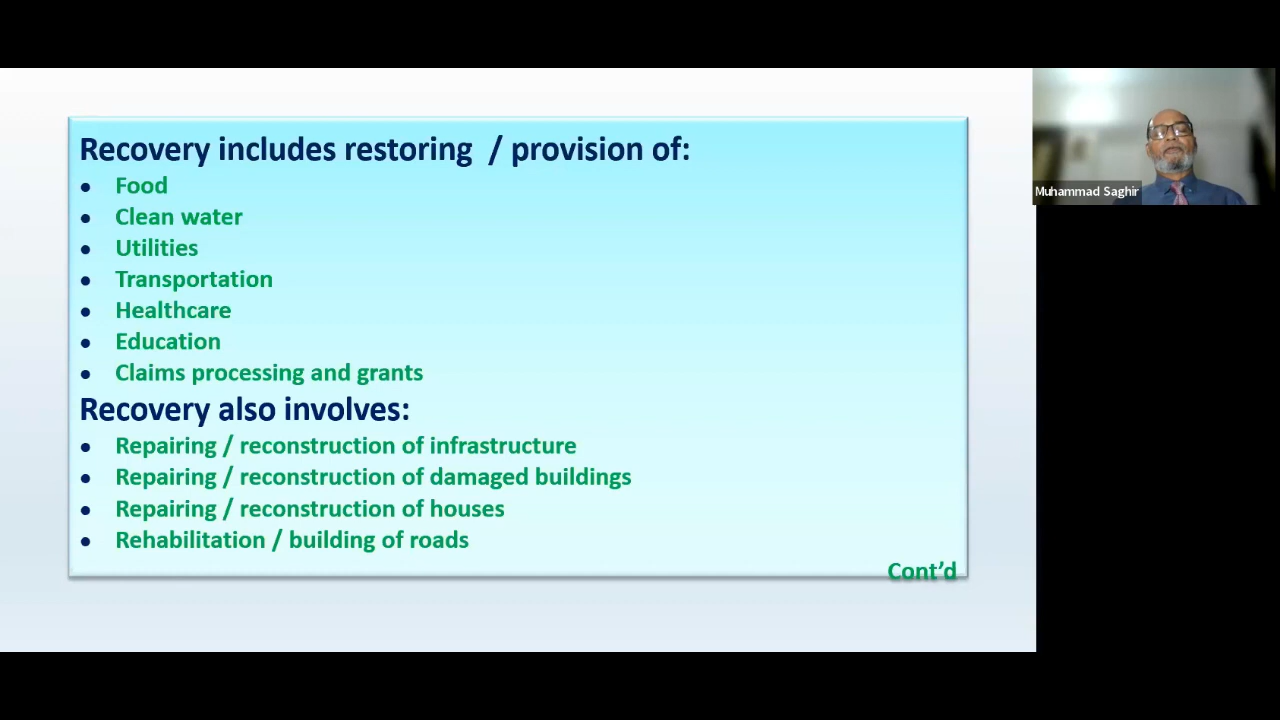 Recovery includes restoring / provision of:
• Food
• Clean water
• Utilities
• Transportation
• Healthcare
• Education
• Claims processing and grants
Recovery also involves:
• Repairing / reconstruction of infrastructure
• Repairing / reconstruction of damaged buildings
• Repairing / reconstruction of houses
• Rehabilitation / building of roads
Cont’d
Muhammad Saghir